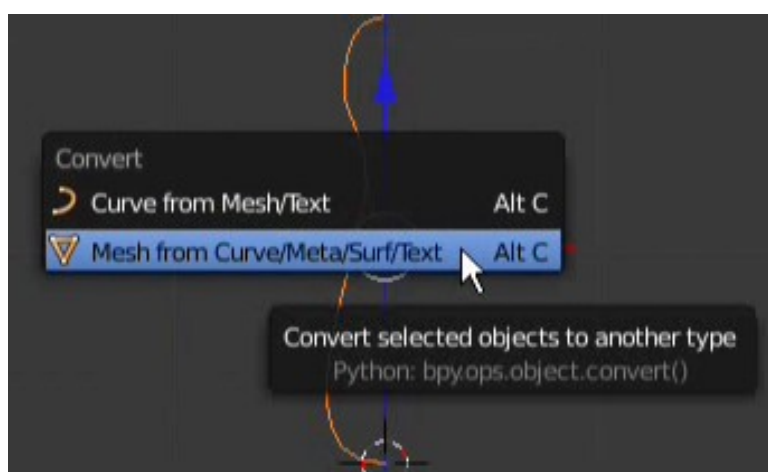 Convert
Curve from Mesh/Text Alt C
Mesh from Curve/Meta/Surf/Text Alt C
Convert selected objects to another type
Python: bpy.ops.object.convert()